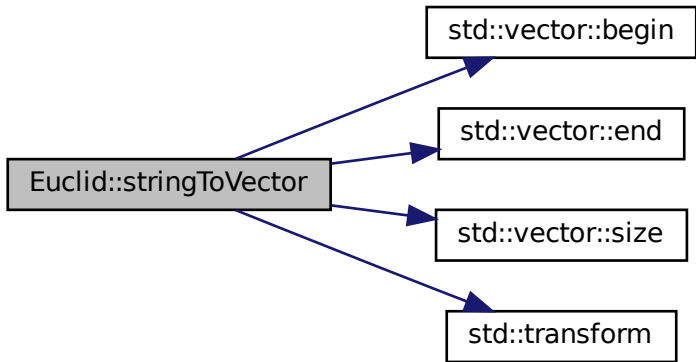 std::vector::begin
std::vector::end
Euclid::stringToVector
std::vector::size
std::transform